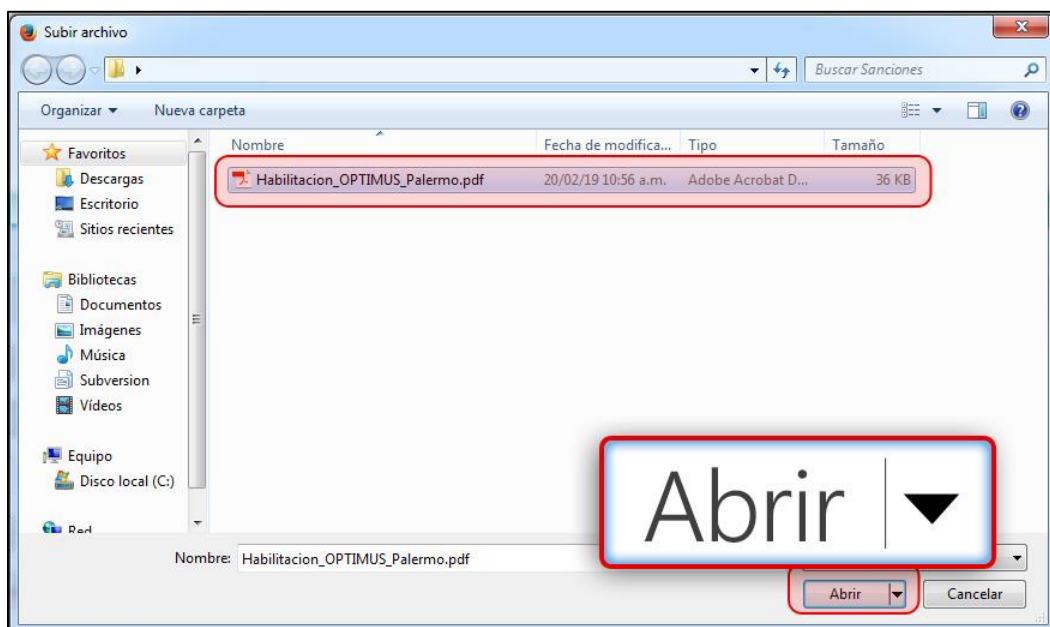 Subir archivo
Buscar Sanciones
Organizar Nueva carpeta
Nombre Fecha de modifica... Tipo Tamaño
Favoritos
Habilitacion_OPTIMUS_Palermo.pdf 20/02/19 10:56 a.m. Adobe Acrobat D... 36 KB
Descargas
Escritorio
Sitios recientes
Bibliotecas
Documentos
Imágenes
Música
Subversion
Vídeos
Equipo
Disco local (C:)
Red
Abrir
Nombre: Habilitacion_OPTIMUS_Palermo.pdf
Abrir Cancelar